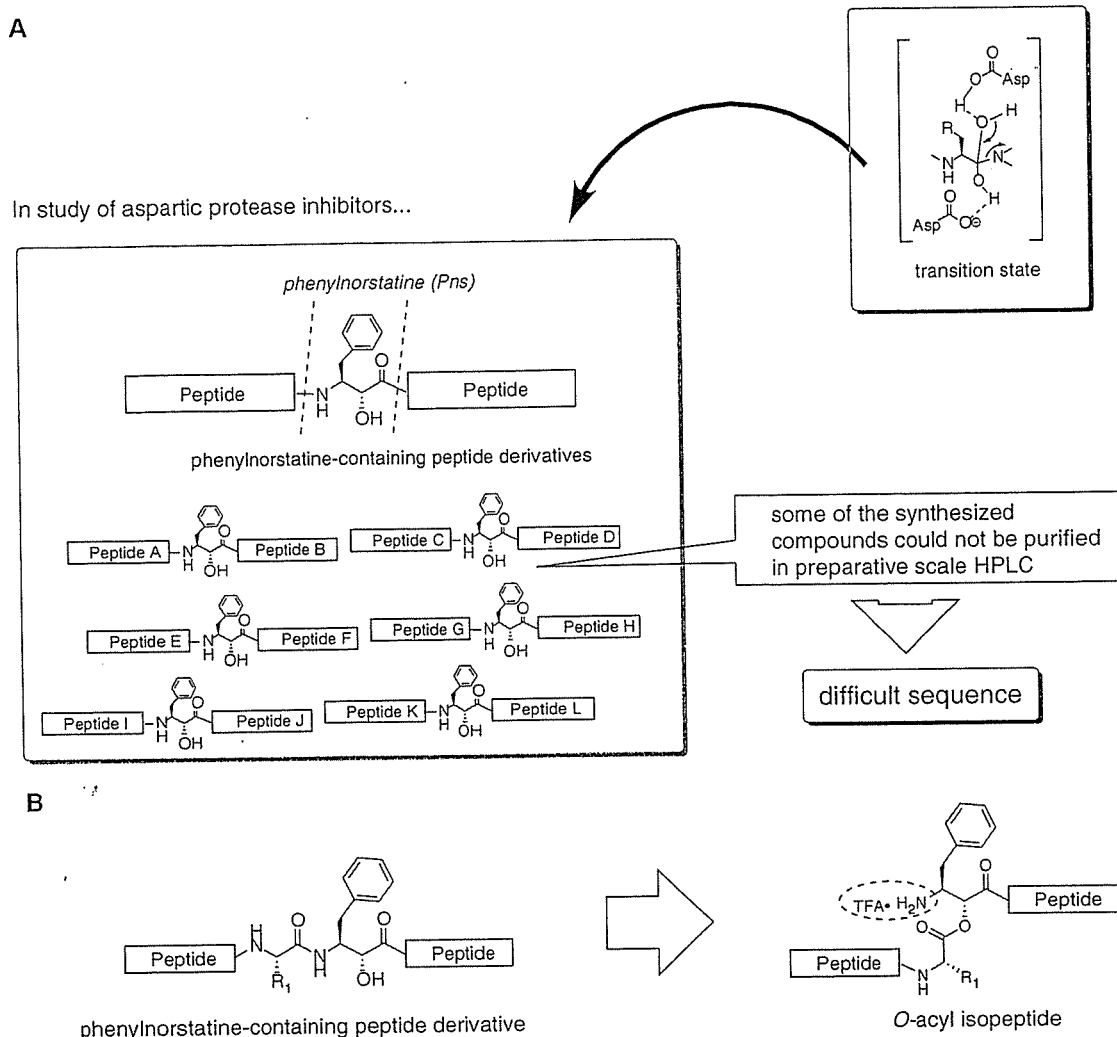 A
O
O
Asp
H
O
H
R
N
H
N
O
H
O
Asp
O⊖
transition state
In study of aspartic protease inhibitors...
phenylnorstatine (Pns)
Peptide
N
H
O
OH
Peptide
phenylnorstatine-containing peptide derivatives
Peptide A
N
H
O
OH
Peptide B
Peptide C
N
H
O
OH
Peptide D
some of the synthesized
compounds could not be purified
in preparative scale HPLC
Peptide E
N
H
O
OH
Peptide F
Peptide G
N
H
O
OH
Peptide H
difficult sequence
Peptide I
N
H
O
OH
Peptide J
Peptide K
N
H
O
OH
Peptide L
B
Peptide
H
N
O
R1
N
H
O
OH
Peptide
phenylnorstatine-containing peptide derivative
TFA• H2N
O
Peptide
O
O
Peptide
N
H
R1
O-acyl isopeptide